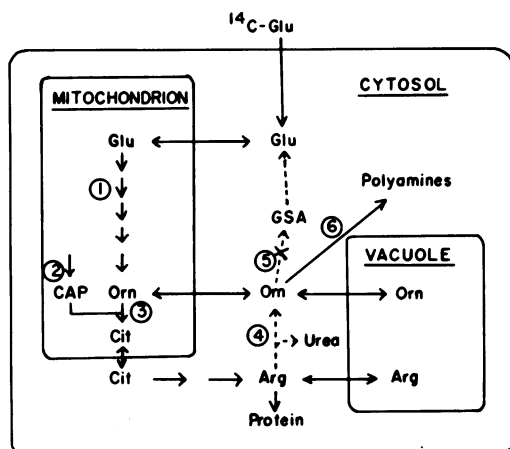 14C-Glu
CYTOSOL
MITOCHONDRION
Glu
Glu
①
Polyamines
GSA
⑥
⑤
VACUOLE
②
CAP
Orn
Orn
Orn
③
Cit
④
Urea
Cit
Arg
Arg
Protein